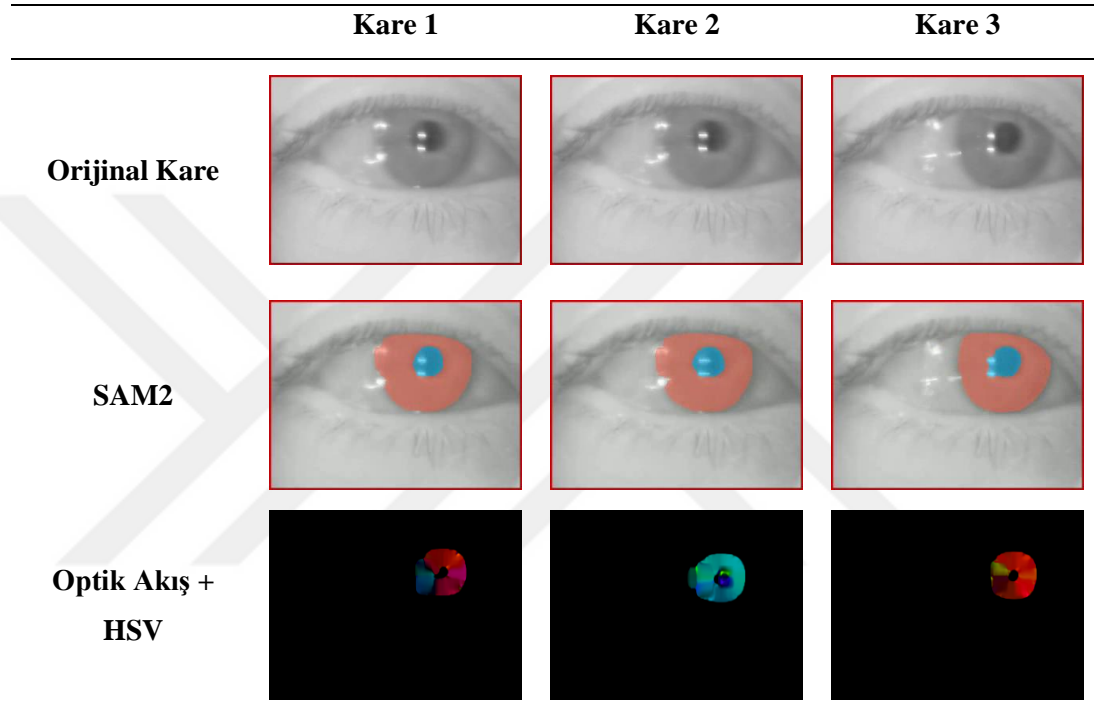 Kare 1 Kare 2 Kare 3
Orijinal Kare
SAM2
Optik Akış +
HSV